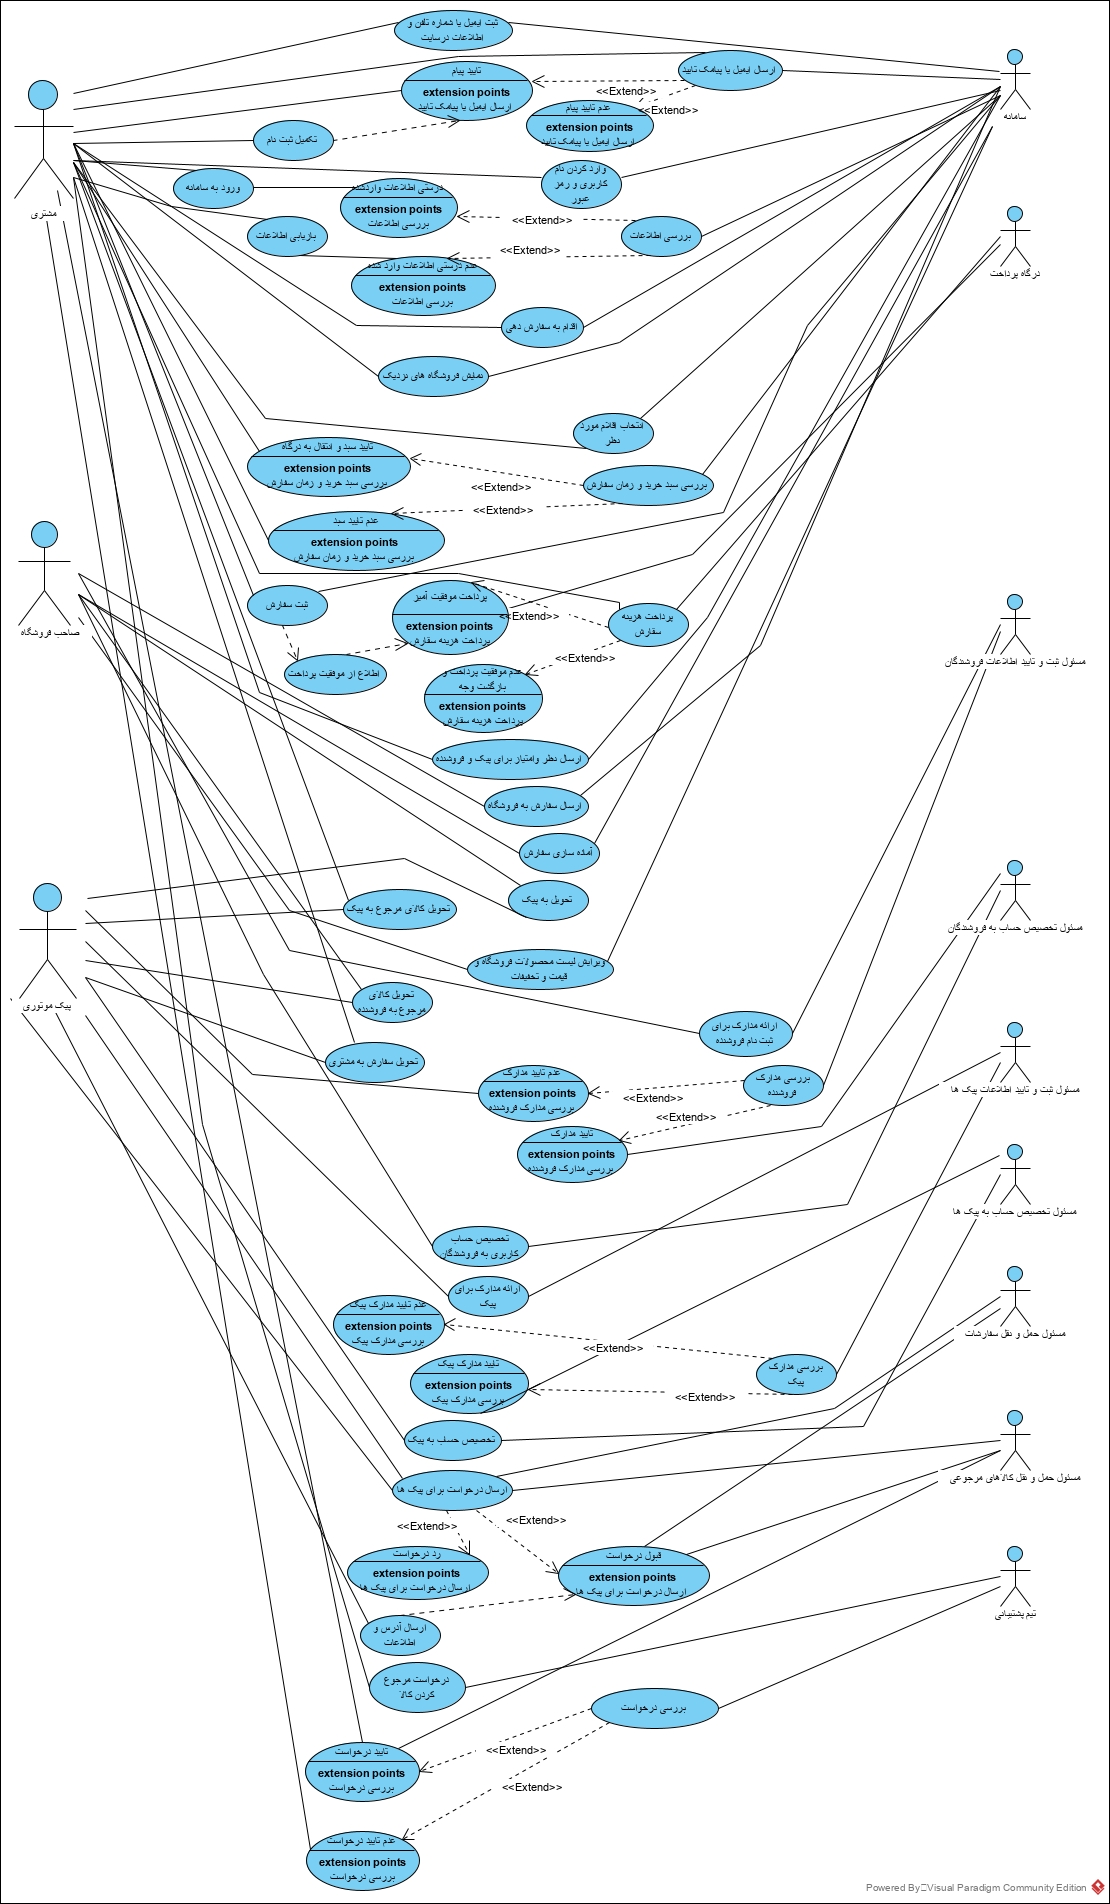 ثبت ایمیل یا شماره تلفن و
اطلاعات درسایت
ارسال ایمیل یا پیامک تایید
تایید پیام
extension points
ارسال ایمیل یا پیامک تایید
<<Extend>>
<<Extend>>
عدم تایید پیام
extension points
ارسال ایمیل یا پیامک تایید
سامانه
تکمیل ثبت نام
وارد کردن نام
کاربری و رمز
عبور
ورود به سامانه
مشتری
درستی اطلاعات واردشده
extension points
بررسی اطلاعات
<<Extend>>
بررسی اطلاعات
بازیابی اطلاعات
<<Extend>>
عدم درستی اطلاعات وارد شده
extension points
بررسی اطلاعات
درگاه پرداخت
اقدام به سفارش دهی
نمایش فروشگاه های نزدیک
انتخاب اقلام مورد
نظر
تایید سبد و انتقال به درگاه
extension points
بررسی سبد خرید و زمان سفارش
<<Extend>>
بررسی سبد خرید و زمان سفارش
<<Extend>>
عدم تایید سبد
extension points
بررسی سبد خرید و زمان سفارش
ثبت سفارش
پرداخت موفقیت آمیز
extension points
پرداخت هزینه سفارش
<<Extend>>
پرداخت هزینه
سفارش
صاحب فروشگاه
<<Extend>>
مسئول ثبت و تایید اطلاعات فروشندگان
اطلاع از موفقیت پرداخت
عدم موفقیت پرداخت و
بازگشت وجه
extension points
پرداخت هزینه سفارش
ارسال نظر وامتیاز برای پیک و فروشنده
ارسال سفارش به فروشگاه
آماده سازی سفارش
تحویل به پیک
تحویل کالای مرجوع به پیک
مسئول تخصیص حساب به فروشندگان
ویرایش لیست محصولات فروشگاه و
قیمت و تخفیفات
پیک موتوری
تحویل کالای
مرجوع به فروشنده
ارائه مدارک برای
ثبت نام فروشنده
تحویل سفارش به مشتری
عدم تایید مدارک
extension points
بررسی مدارک فروشنده
<<Extend>>
بررسی مدارک
فروشنده
مسئول ثبت و تایید اطلاعات پیک ها
<<Extend>>
تایید مدارک
extension points
بررسی مدارک فروشنده
مسئول تخصیص حساب به پیک ها
تخصیص حساب
کاربری به فروشندگان
ارائه مدارک برای
پیک
عدم تایید مدارک پیک
extension points
بررسی مدارک پیک
<<Extend>>
مسئول حمل و نقل سفارشات
تایید مدارک پیک
extension points
بررسی مدارک پیک
بررسی مدارک
پیک
<<Extend>>
تخصیص حساب به پیک
ارسال درخواست برای پیک ها
مسئول حمل و نقل کالاهای مرجوعی
<<Extend>>
<<Extend>>
رد درخواست
extension points
ارسال درخواست برای پیک ها
قبول درخواست
extension points
ارسال درخواست برای پیک ها
تیم پشتیبانی
ارسال آدرس و
اطلاعات
درخواست مرجوع
کردن کالا
بررسی درخواست
تایید درخواست
extension points
بررسی درخواست
<<Extend>>
<<Extend>>
عدم تایید درخواست
extension points
بررسی درخواست
Powered By Visual Paradigm Community Edition